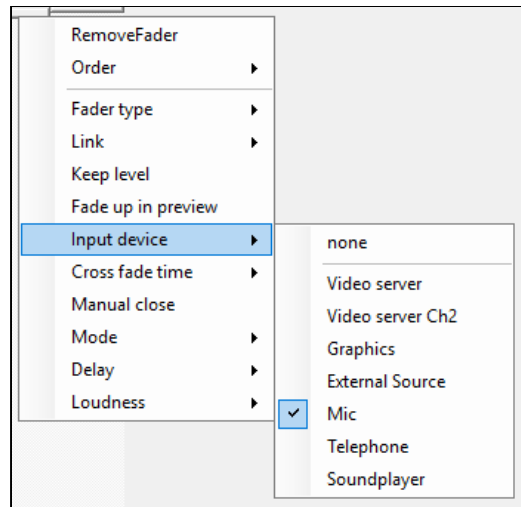 RemoveFader
Order
Fader type
Link
Keep level
Fade up in preview
Input device
Cross fade time
Manual close
Mode
Delay
Loudness
none
Video server
Video server Ch2
Graphics
External Source
Mic
Telephone
Soundplayer